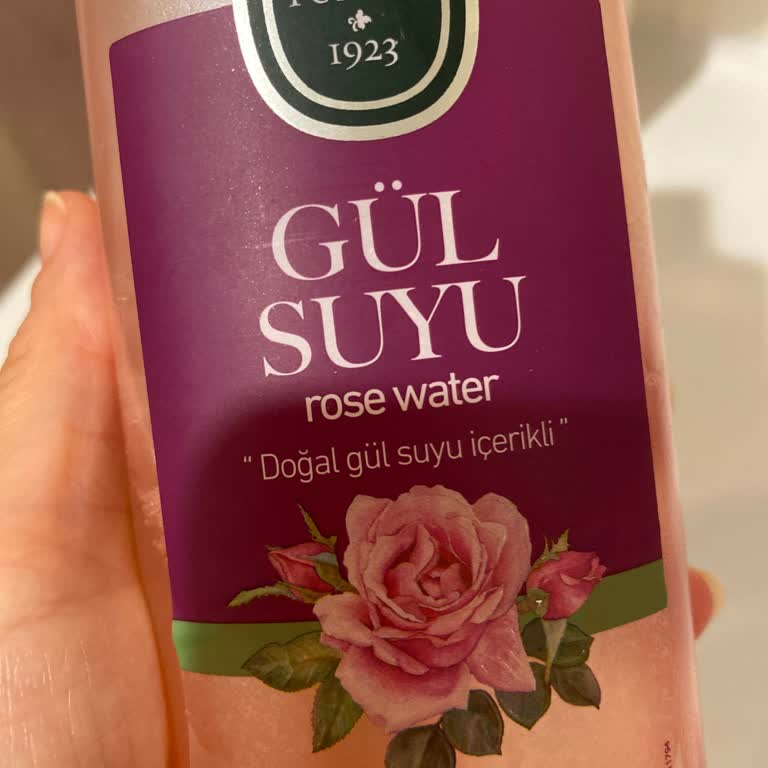 1923
GÜL
SUYU
rose water
" Doğal gül suyu içerikli "